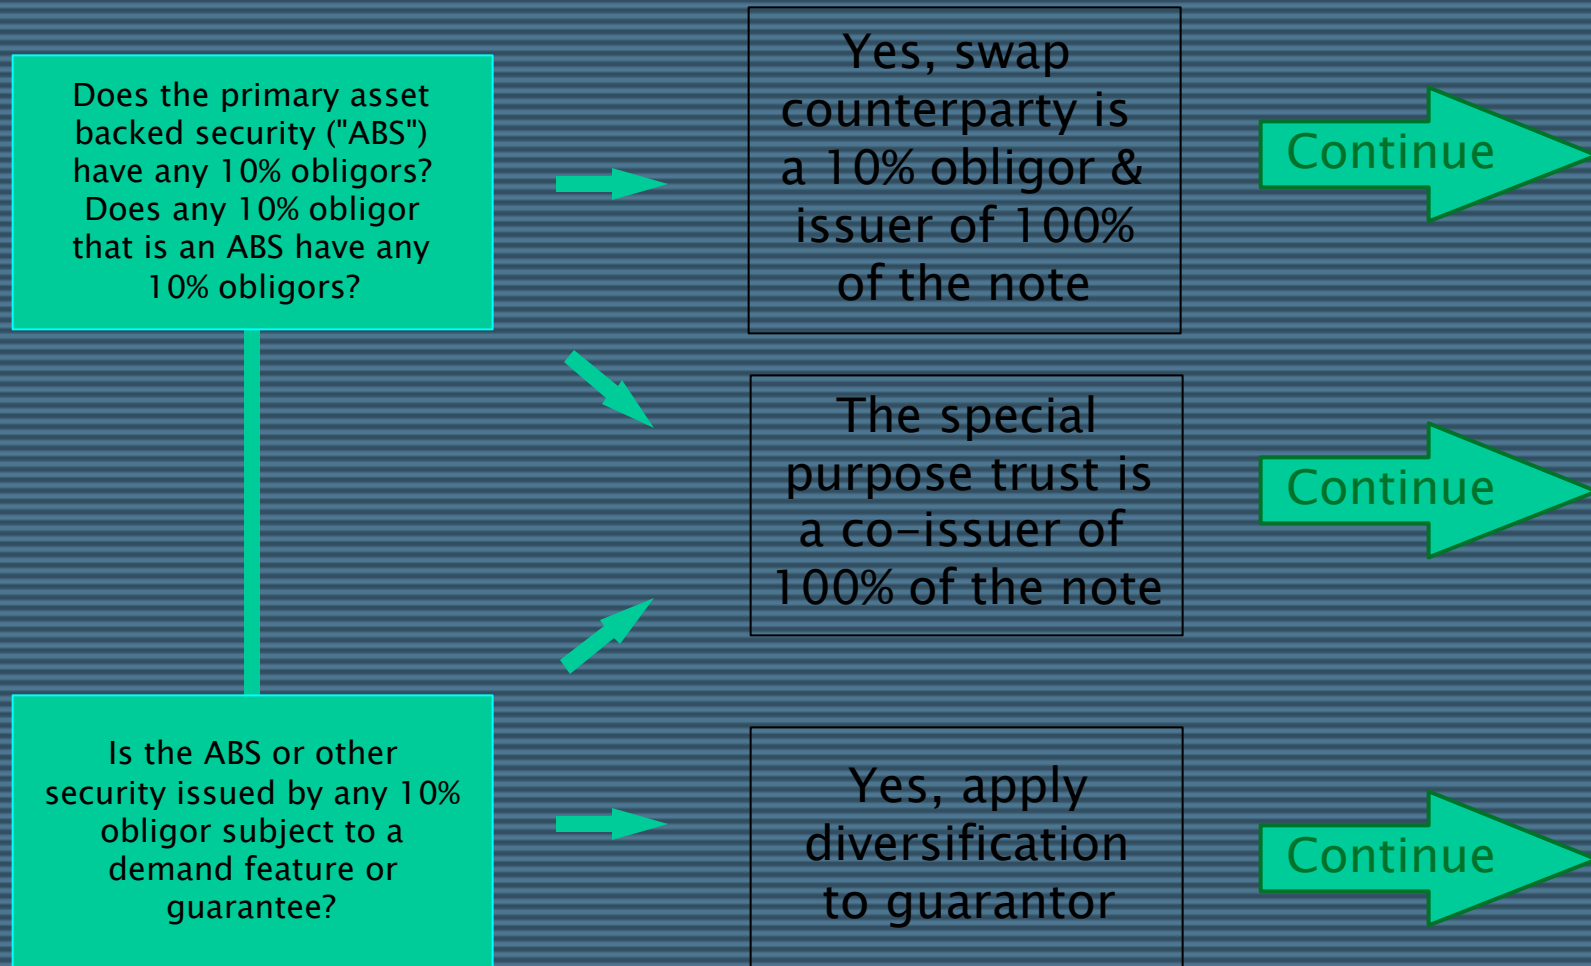 Does the primary asset
backed security ("ABS")
have any 10% obligors?
Does any 10% obligor
that is an ABS have any
10% obligors?
Yes, swap
counterparty is
a 10% obligor &
issuer of 100%
of the note
Continue
The special
purpose trust is
a co-issuer of
100% of the note
Continue
Is the ABS or other
security issued by any 10%
obligor subject to a
demand feature or
guarantee?
Yes, apply
diversification
to guarantor
Continue